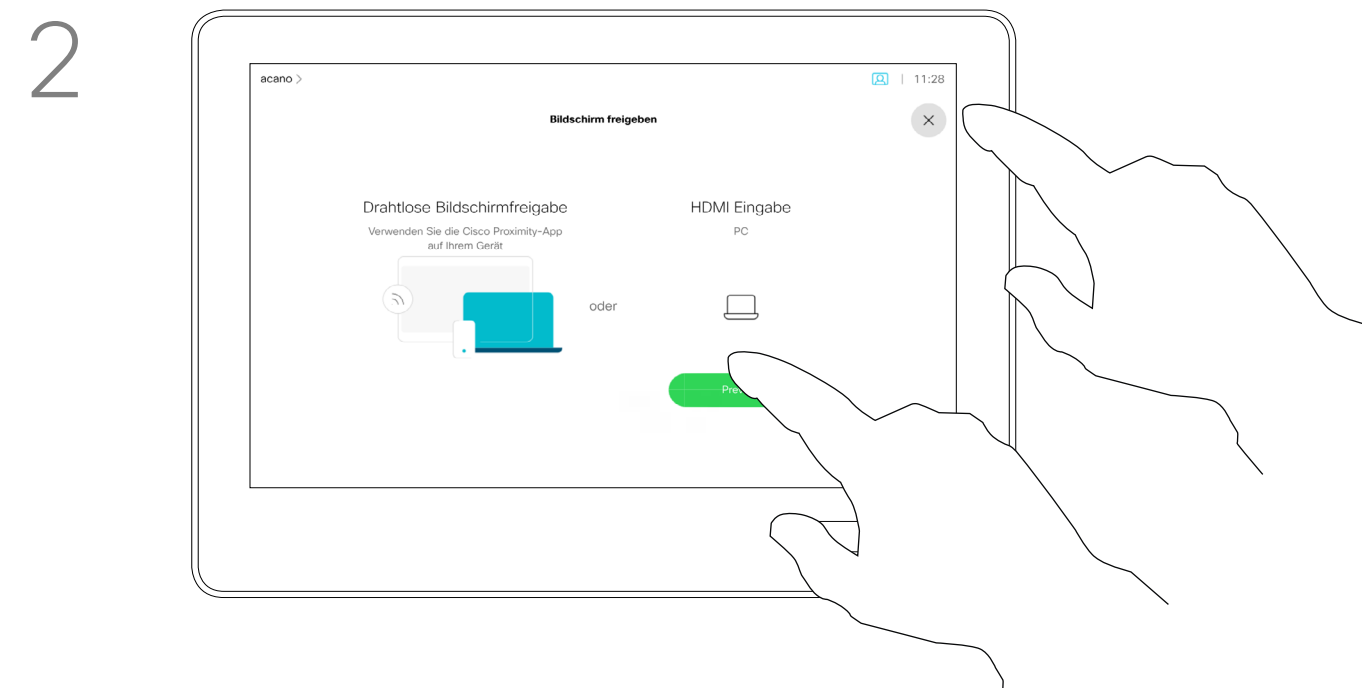 2
acano >
11:28
Bildschirm freigeben
Drahtlose Bildschirmfreigabe
Verwenden Sie die Cisco Proximity-App
auf Ihrem Gerät
oder
HDMI Eingabe
PC